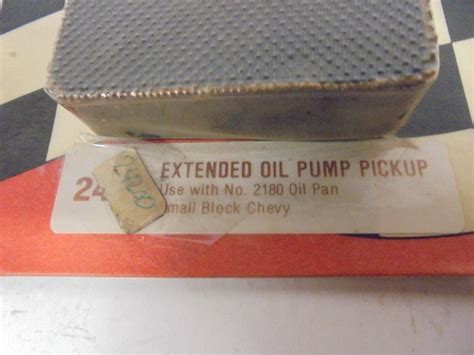 EXTENDED OIL PUMP PICKUP
24
Use with No. 2180 Oil Pan
mall Block Chevy